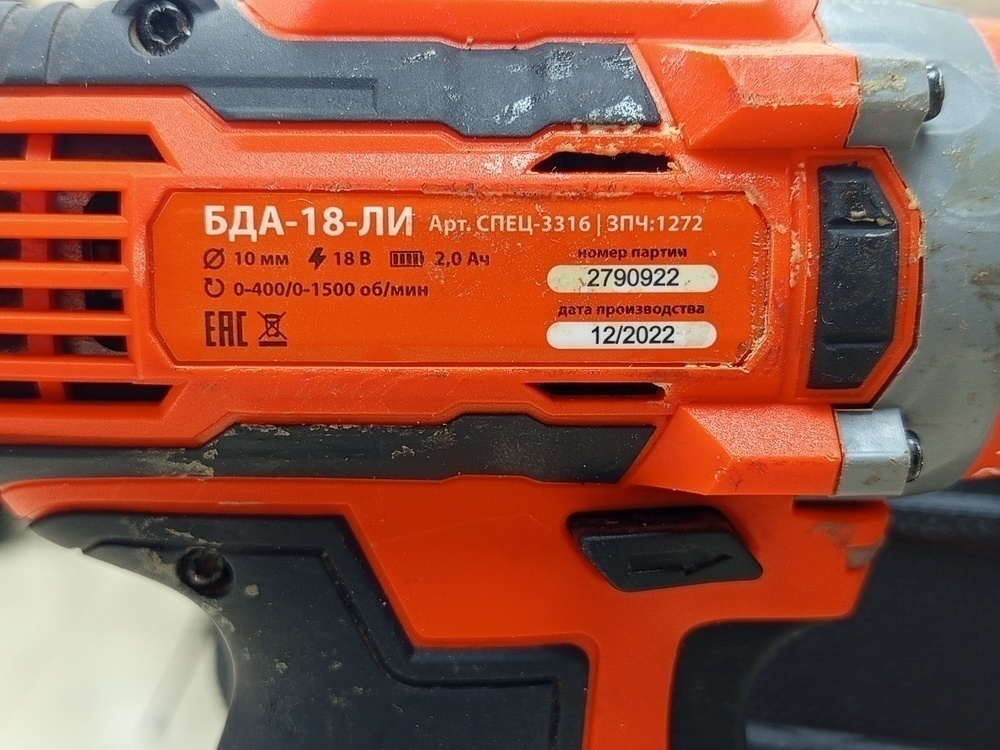 БДА-18-ЛИ Арт. СПЕЦ-3316 | ЗПЧ:1272
10 мм 18 В 2,0 Ач
0-400/0-1500 об/мин
номер партии
2790922
дата производства
12/2022
EAC